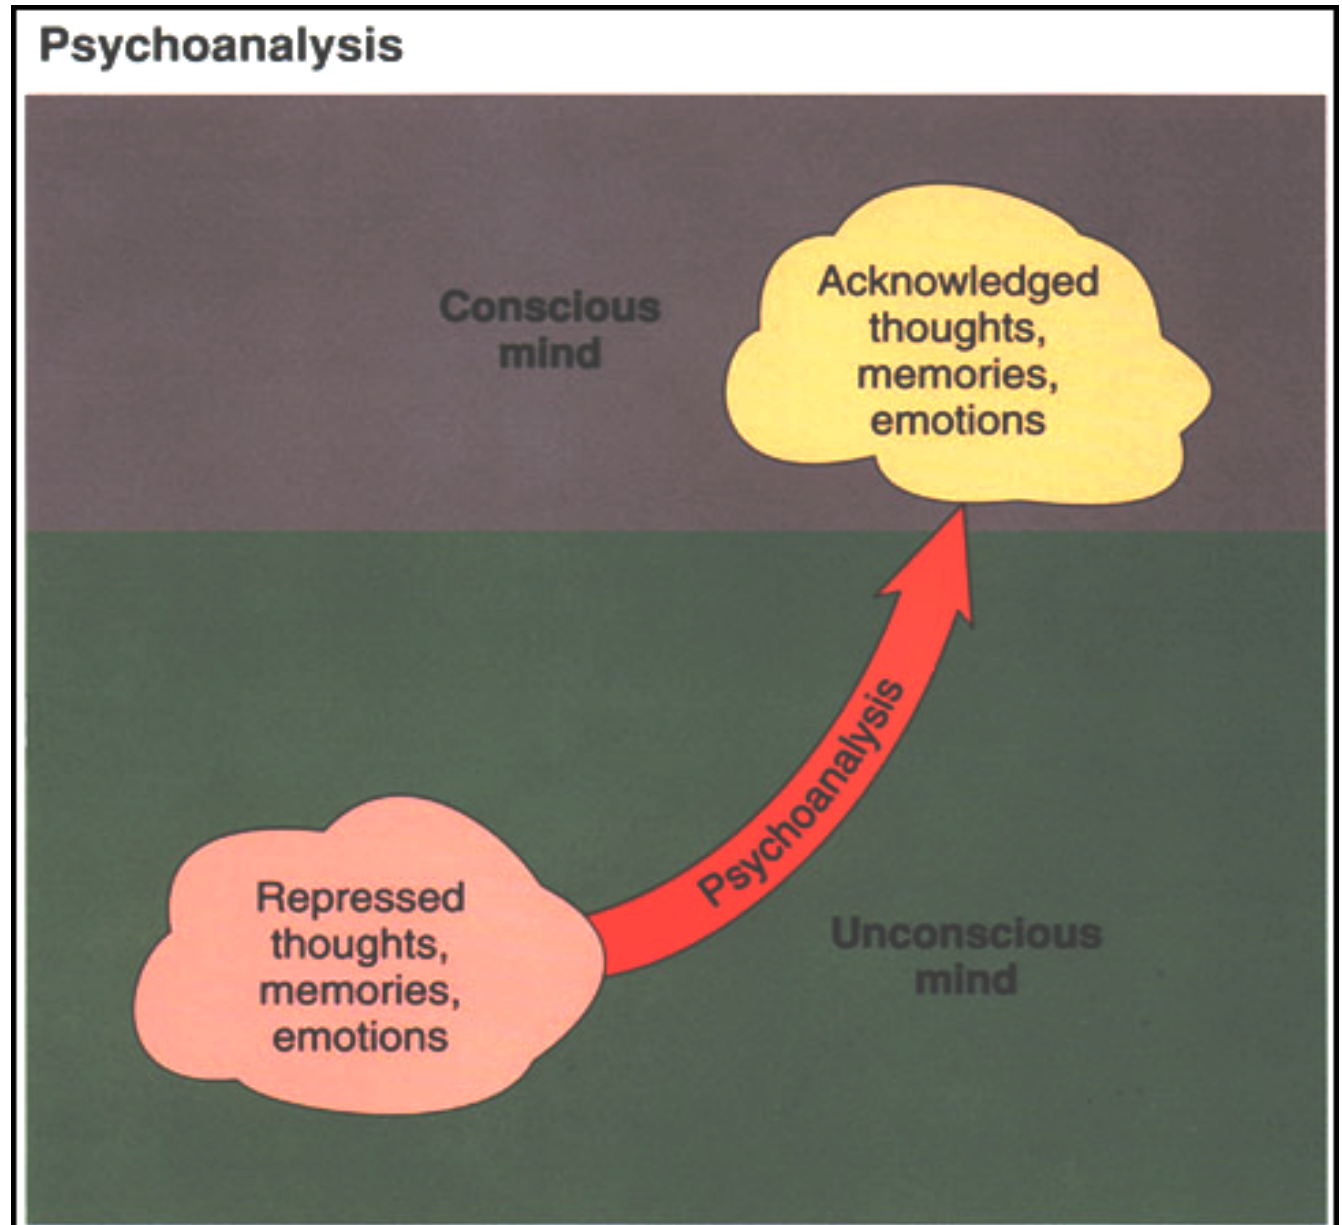 Psychoanalysis
Conscious
mind
Acknowledged
thoughts,
memories,
emotions
Psychoanalysis
Unconscious
mind
Repressed
thoughts,
memories,
emotions